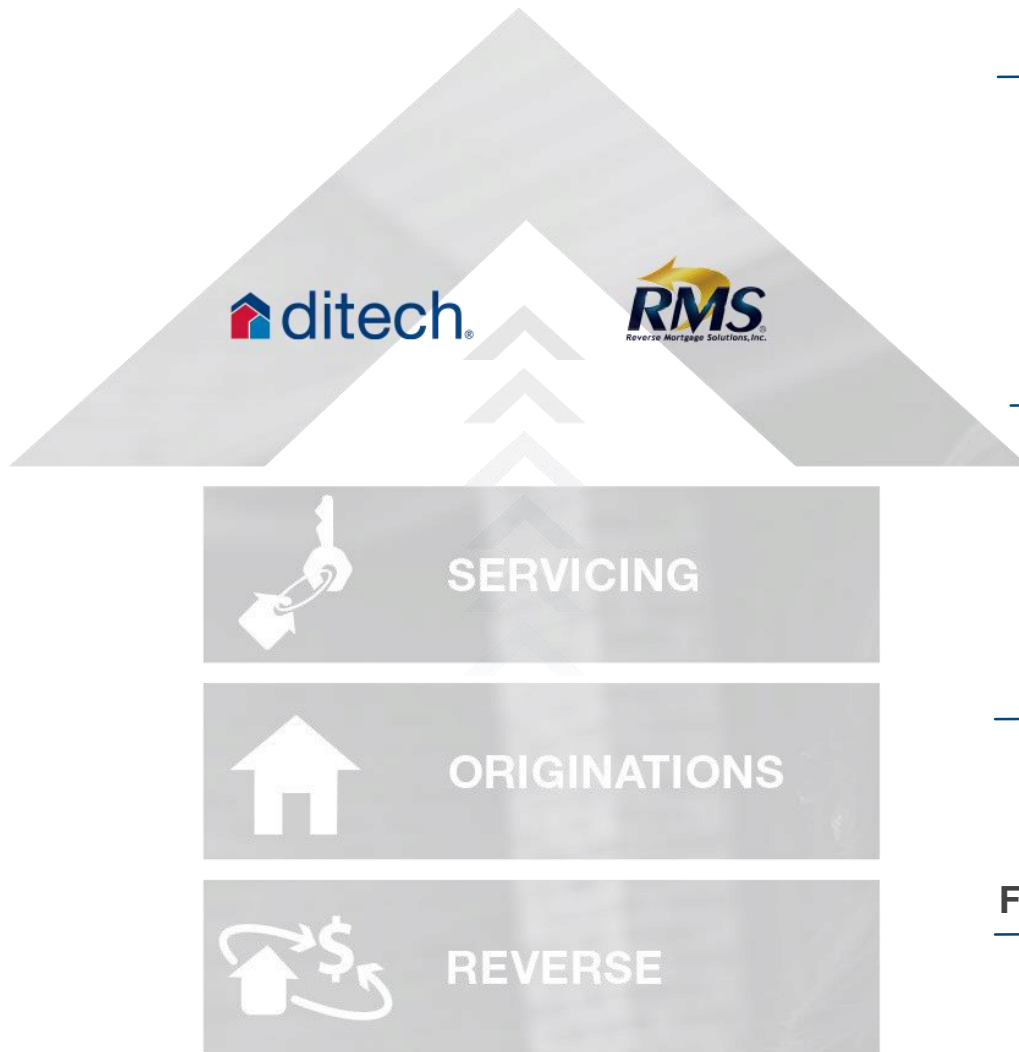 ditech®
RMS®
Reverse Mortgage Solutions, Inc.
SERVICING
ORIGINATIONS
F
REVERSE